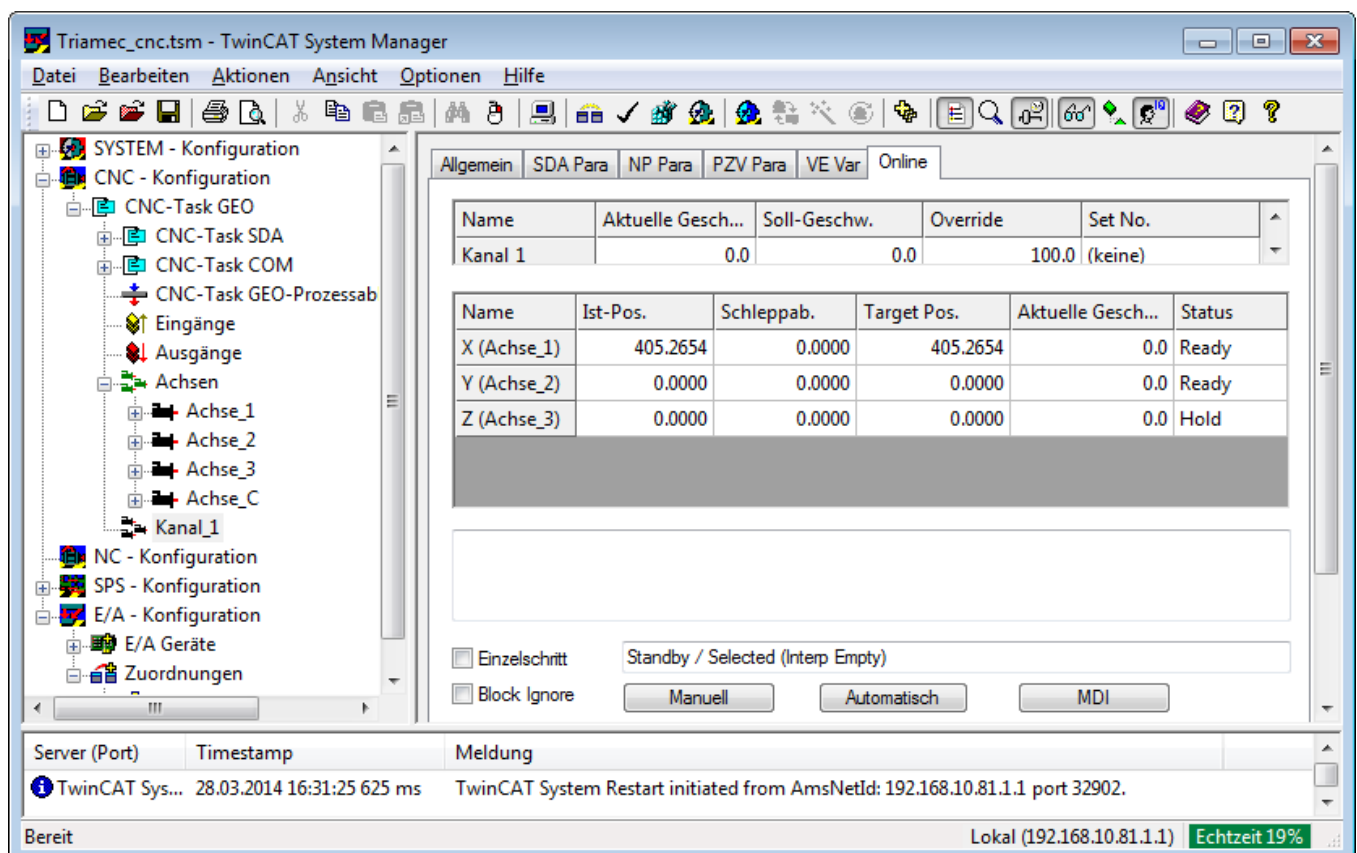 Triamec_cnc.tsm - TwinCAT System Manager
Datei Bearbeiten Aktionen Ansicht Optionen Hilfe
SYSTEM - Konfiguration
CNC - Konfiguration
CNC-Task GEO
CNC-Task SDA
CNC-Task COM
CNC-Task GEO-Prozessab
Eingänge
Ausgänge
Achsen
Achse_1
Achse_2
Achse_3
Achse_C
Kanal_1
NC - Konfiguration
SPS - Konfiguration
E/A - Konfiguration
E/A Geräte
Zuordnungen
Allgemein SDA Para NP Para PZV Para VE Var Online
Name Aktuelle Gesch... Soll-Geschw. Override Set No.
Kanal 1 0.0 0.0 100.0 (keine)
Name Ist-Pos. Schleppab. Target Pos. Aktuelle Gesch... Status
X (Achse_1) 405.2654 0.0000 405.2654 0.0 Ready
Y (Achse_2) 0.0000 0.0000 0.0000 0.0 Ready
Z (Achse_3) 0.0000 0.0000 0.0000 0.0 Hold
Einzelschritt Standby / Selected (Interp Empty)
Block Ignore Manuell Automatisch MDI
Server (Port) Timestamp Meldung
TwinCAT Sys... 28.03.2014 16:31:25 625 ms TwinCAT System Restart initiated from AmsNetId: 192.168.10.81.1.1 port 32902.
Bereit Lokal (192.168.10.81.1.1) Echtzeit 19%